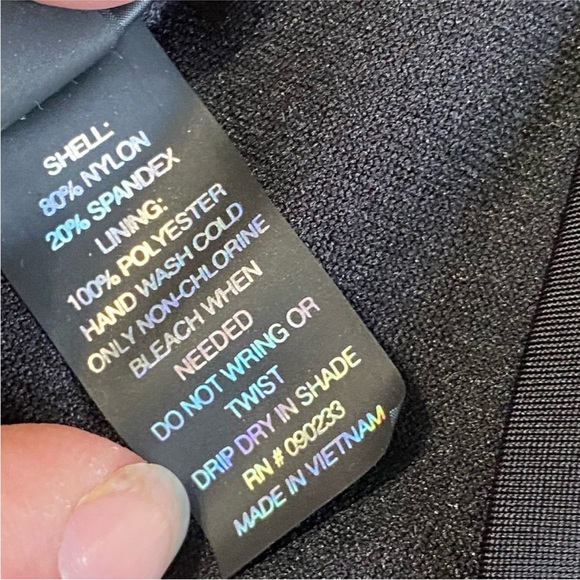 SHELL:
80% NYLON
20% SPANDEX
LINING:
100% POLYESTER
HAND WASH COLD
ONLY NON-CHLORINE
BLEACH WHEN
NEEDED
DO NOT WRING OR
TWIST
DRIP DRY IN SHADE
RN # 090233
MADE IN VIETNAM